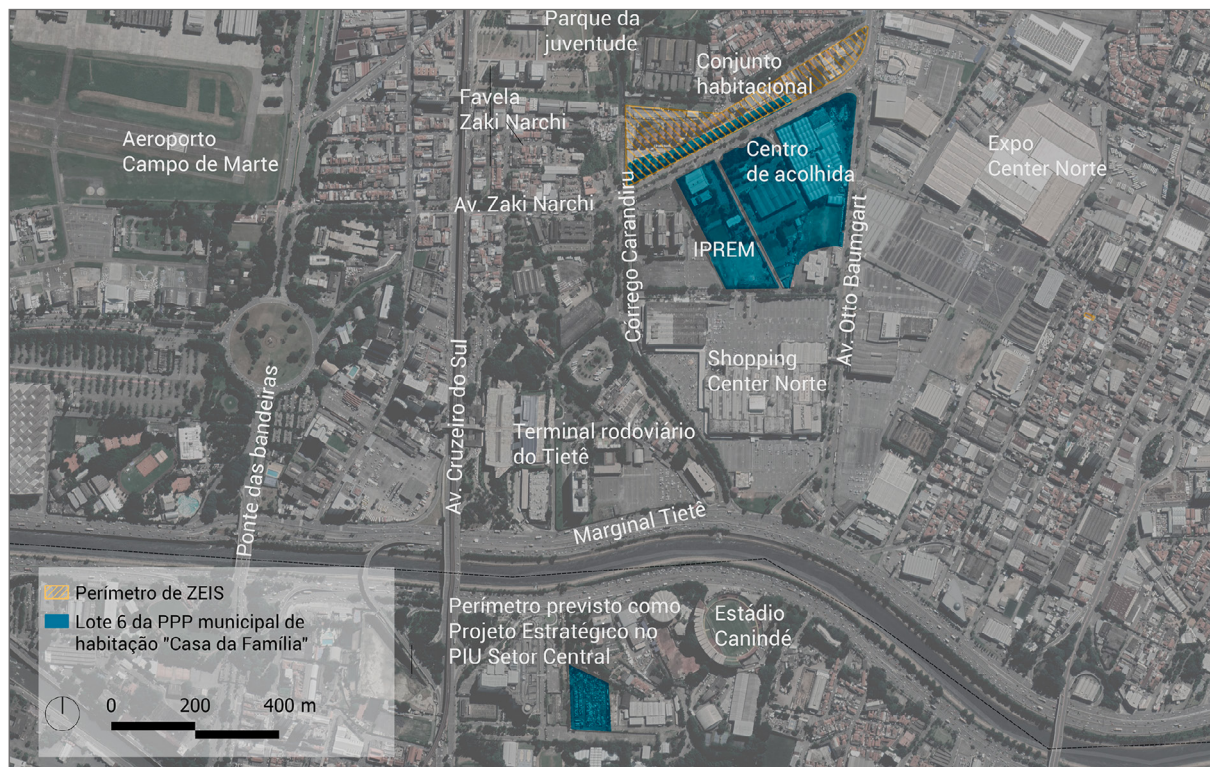 Parque da
juventude
Conjunto
habitacional
Favela
Zaki Narchi
Aeroporto
Campo de Marte
Expo
Center Norte
Centro
de acolhida
Av. Zaki Narchi
IPREM
Corrego Carandiru
Av. Otto Baumgart
Shopping
Center Norte
Av. Cruzeiro do Sul
Ponte das bandeiras
Terminal rodoviário
do Tietê
Marginal Tietê
Perímetro previsto como
Projeto Estratégico no
PIU Setor Central
Estádio
Canindé
Perímetro de ZEIS
Lote 6 da PPP municipal de
habitação "Casa da Família"
0 200 400 m